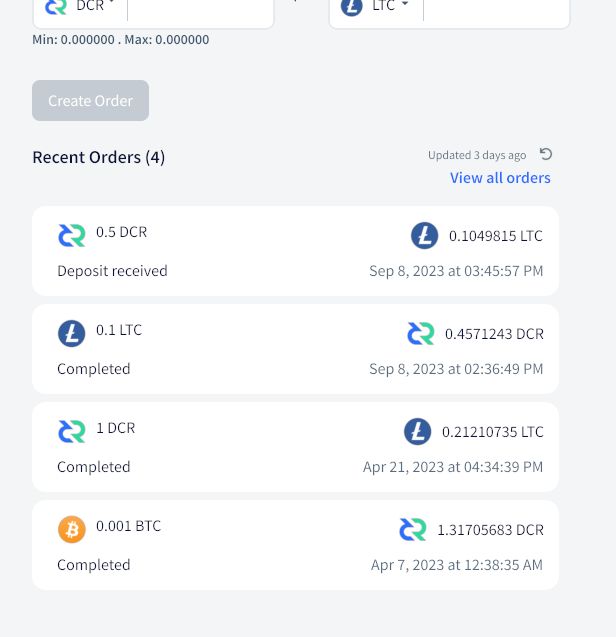 DCR LTC
Min: 0.000000 . Max: 0.000000
Create Order
Recent Orders (4)
Updated 3 days ago
View all orders
0.5 DCR
0.1049815 LTC
Deposit received
Sep 8, 2023 at 03:45:57 PM
0.1 LTC
0.4571243 DCR
Completed
Sep 8, 2023 at 02:36:49 PM
1 DCR
0.21210735 LTC
Completed
Apr 21, 2023 at 04:34:39 PM
0.001 BTC
1.31705683 DCR
Completed
Apr 7, 2023 at 12:38:35 AM